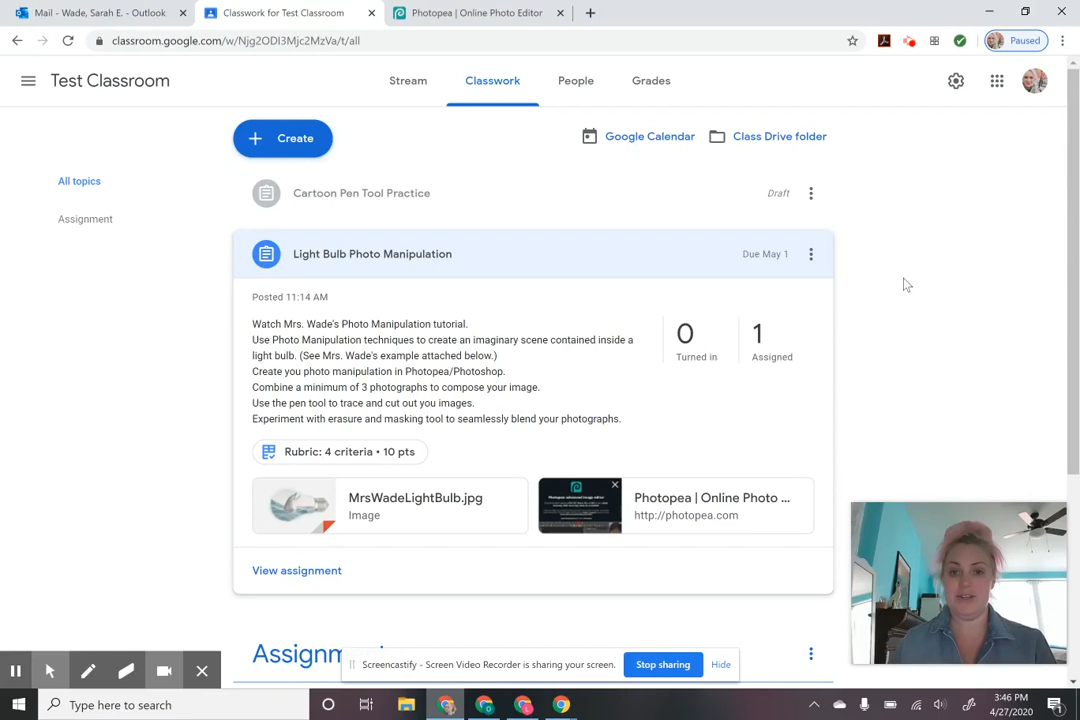 Mail - Wade, Sarah E. - Outlook
Classwork for Test Classroom
Photopea | Online Photo Editor
classroom.google.com/w/Njg2ODI3Mjc2MzVa/t/all
Paused
Test Classroom
Stream
Classwork
People
Grades
Create
Google Calendar
Class Drive folder
All topics
Assignment
Cartoon Pen Tool Practice
Draft
Light Bulb Photo Manipulation
Due May 1
Posted 11:14 AM
Watch Mrs. Wade's Photo Manipulation tutorial.
Use Photo Manipulation techniques to create an imaginary scene contained inside a
light bulb. (See Mrs. Wade's example attached below.)
Create you photo manipulation in Photopea/Photoshop.
Combine a minimum of 3 photographs to compose your image.
Use the pen tool to trace and cut out you images.
Experiment with erasure and masking tool to seamlessly blend your photographs.
0
Turned in
1
Assigned
Rubric: 4 criteria • 10 pts
MrsWadeLightBulb.jpg
Image
Photopea | Online Photo ...
http://photopea.com
View assignment
Screencastify - Screen Video Recorder is sharing your screen.
Stop sharing
Hide
Type here to search
3:46 PM
4/27/2020